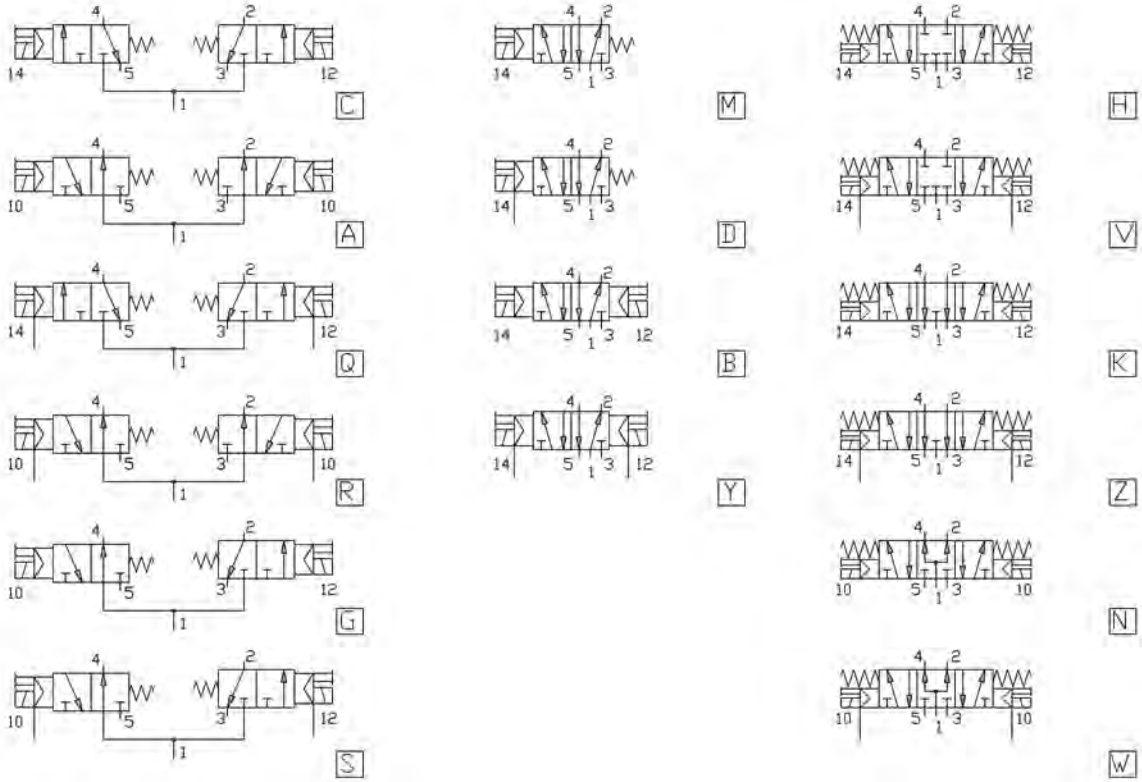 4 2 4 2 4 2
14 5 3 12 14 5 1 3 14 5 1 3 12
1
C M H
4 2 4 2 4 2
10 5 3 10 14 5 1 3 14 5 1 3 12
1
A D V
4 2 4 2 4 2
14 5 3 12 14 5 1 3 12 14 5 1 3 12
1
Q B K
4 2 4 2 4 2
10 5 3 10 14 5 1 3 12 14 5 1 3 12
1
R Y Z
4 2 4 2
10 5 3 12 10 5 1 3 10
1
G N
4 2 4 2
10 5 3 12 10 5 1 3 10
1
S W